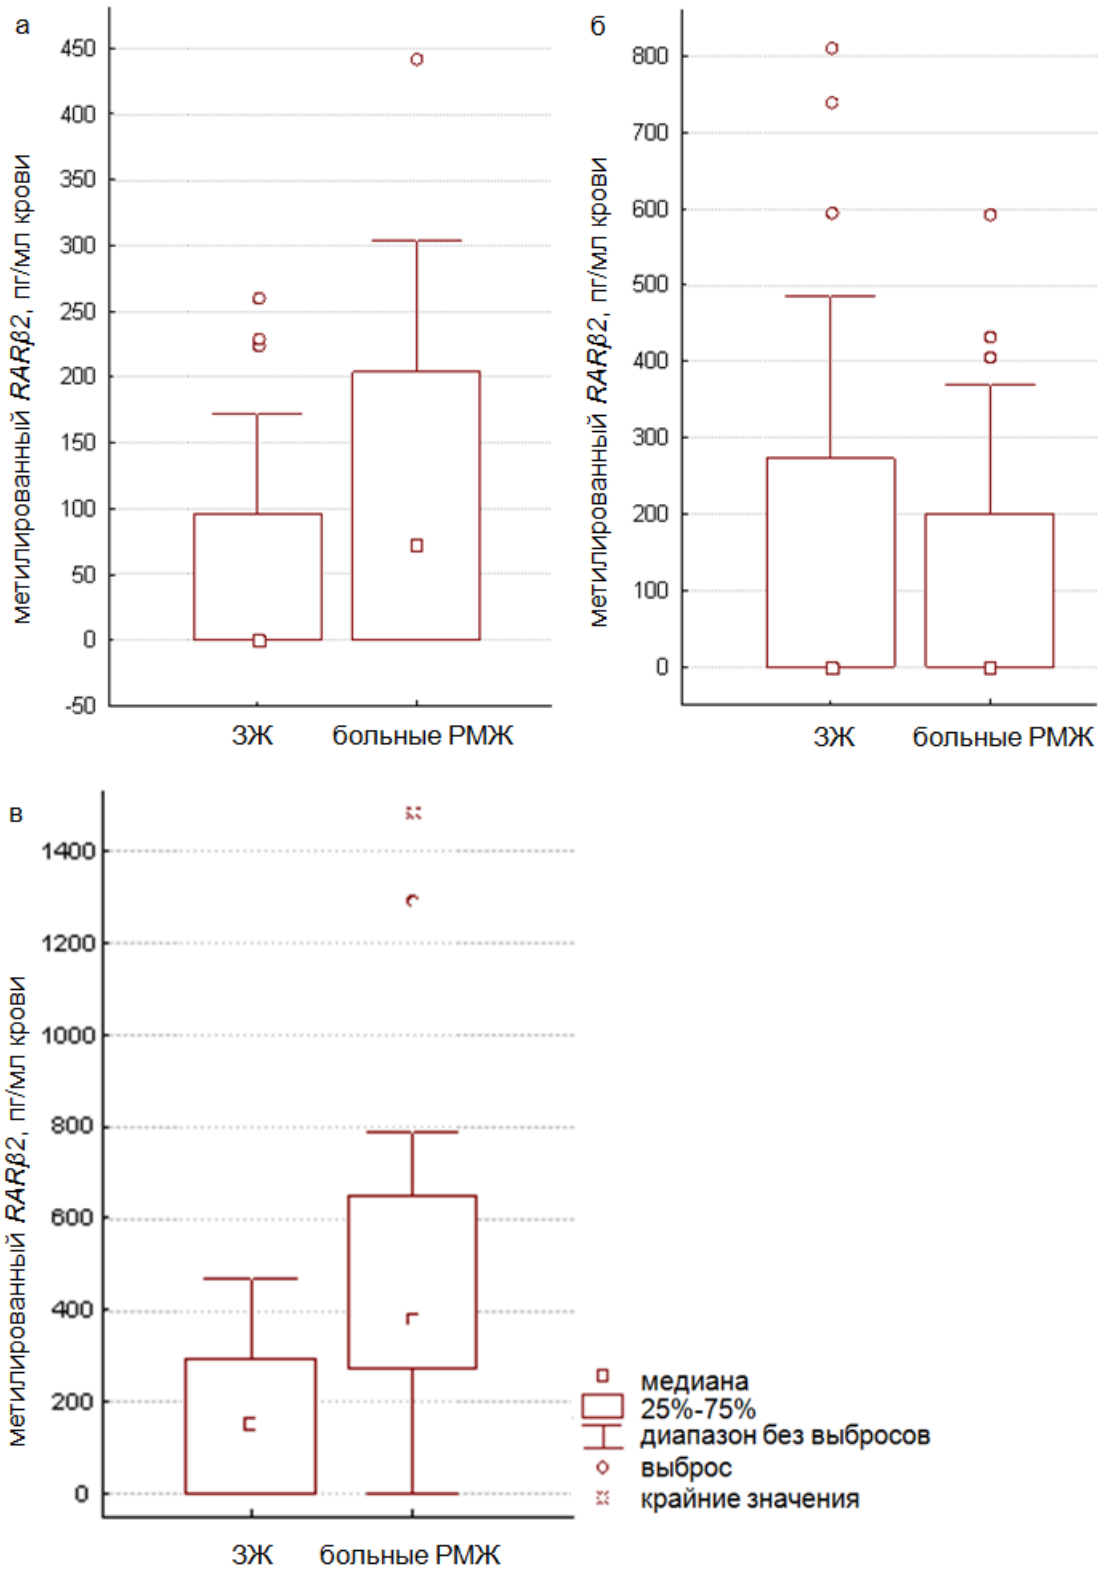 а
450
400
350
300
250
200
150
100
50
0
-50
метилированный RARβ2, пг/мл крови
ЗЖ больные РМЖ
б
800
700
600
500
400
300
200
100
0
метилированный RARβ2, пг/мл крови
ЗЖ больные РМЖ
в
1400
1200
1000
800
600
400
200
0
метилированный RARβ2, пг/мл крови
ЗЖ больные РМЖ
медиана
25%-75%
диапазон без выбросов
выброс
крайние значения